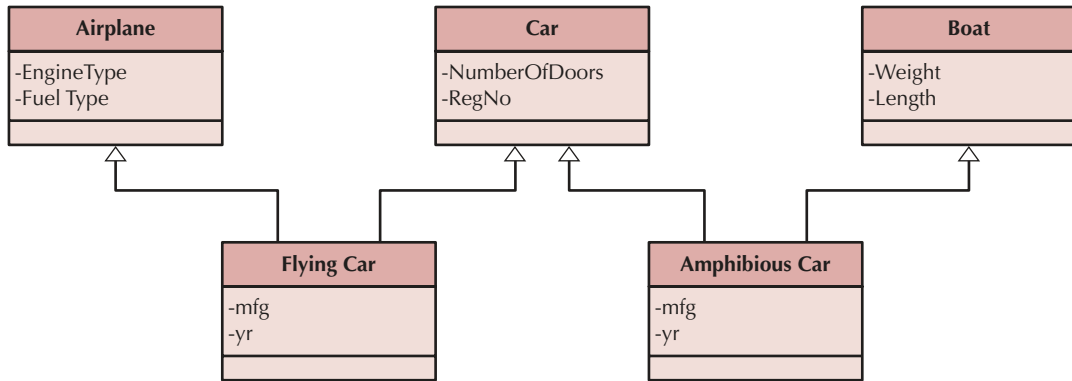 Airplane
-EngineType
-Fuel Type
Car
-NumberOfDoors
-RegNo
Boat
-Weight
-Length
Flying Car
-mfg
-yr
Amphibious Car
-mfg
-yr